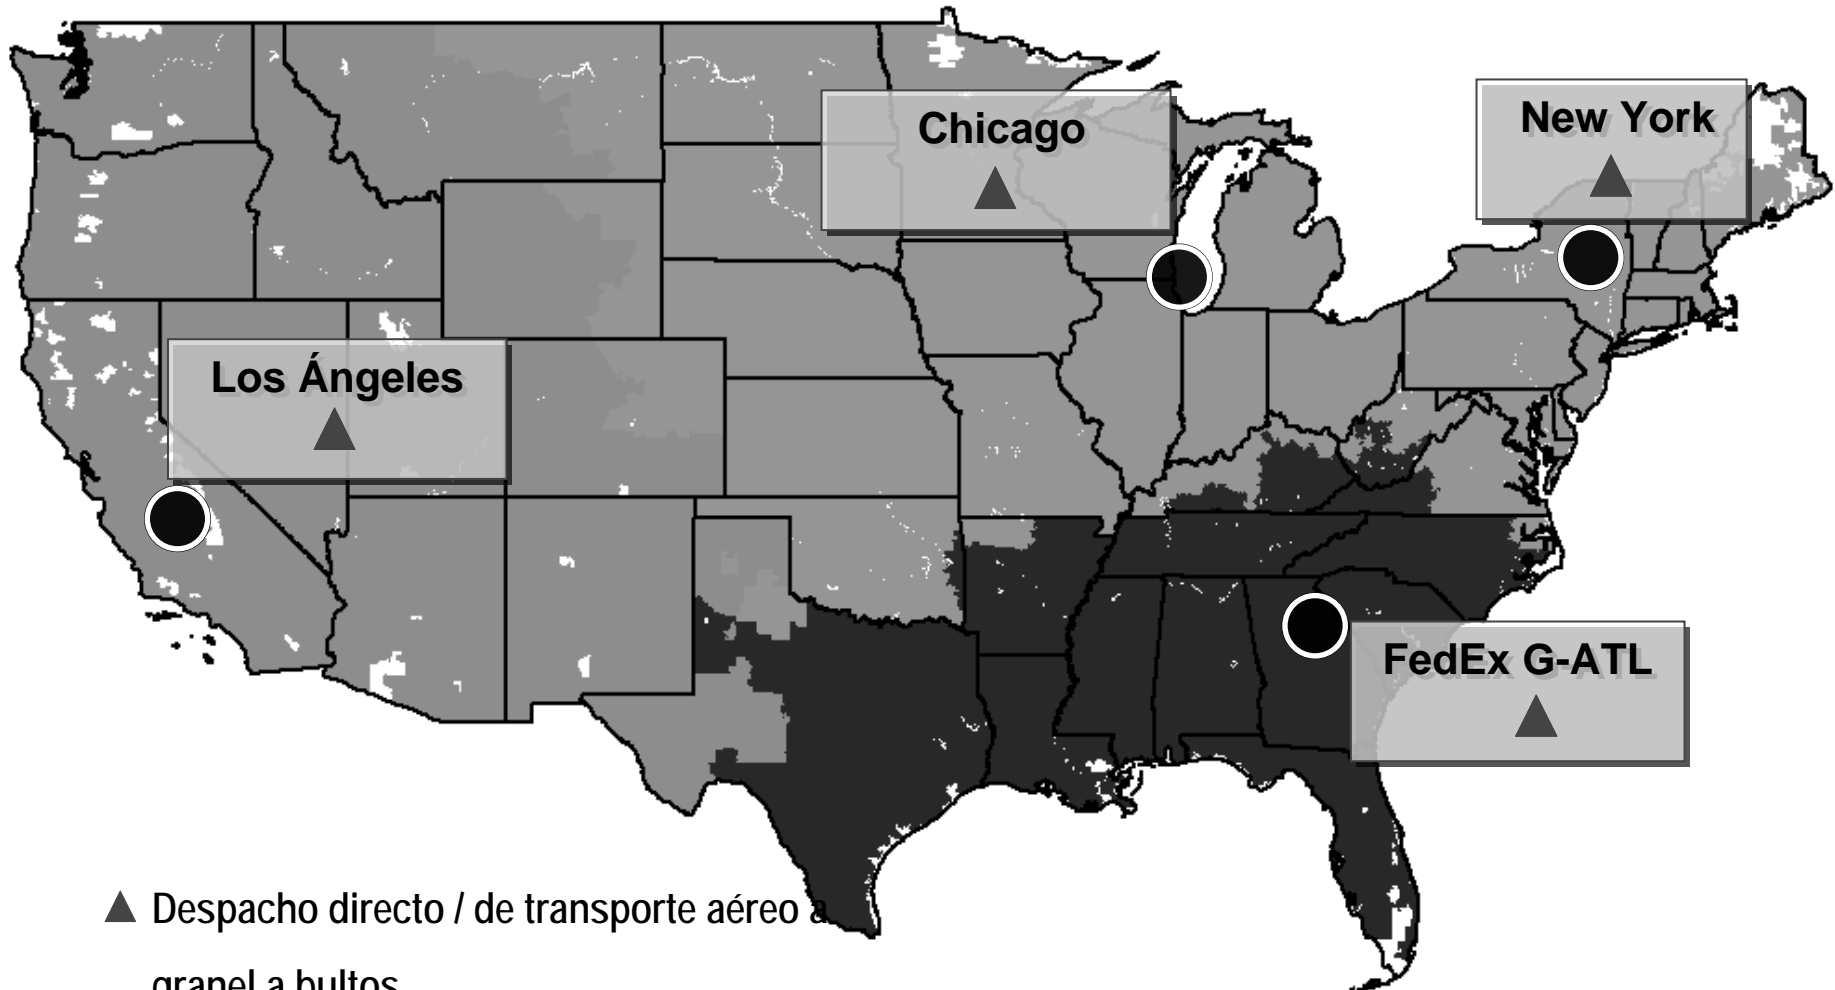 Chicago
New York
Los Ángeles
FedEx G-ATL
Despacho directo / de transporte aéreo a
granel a bultos